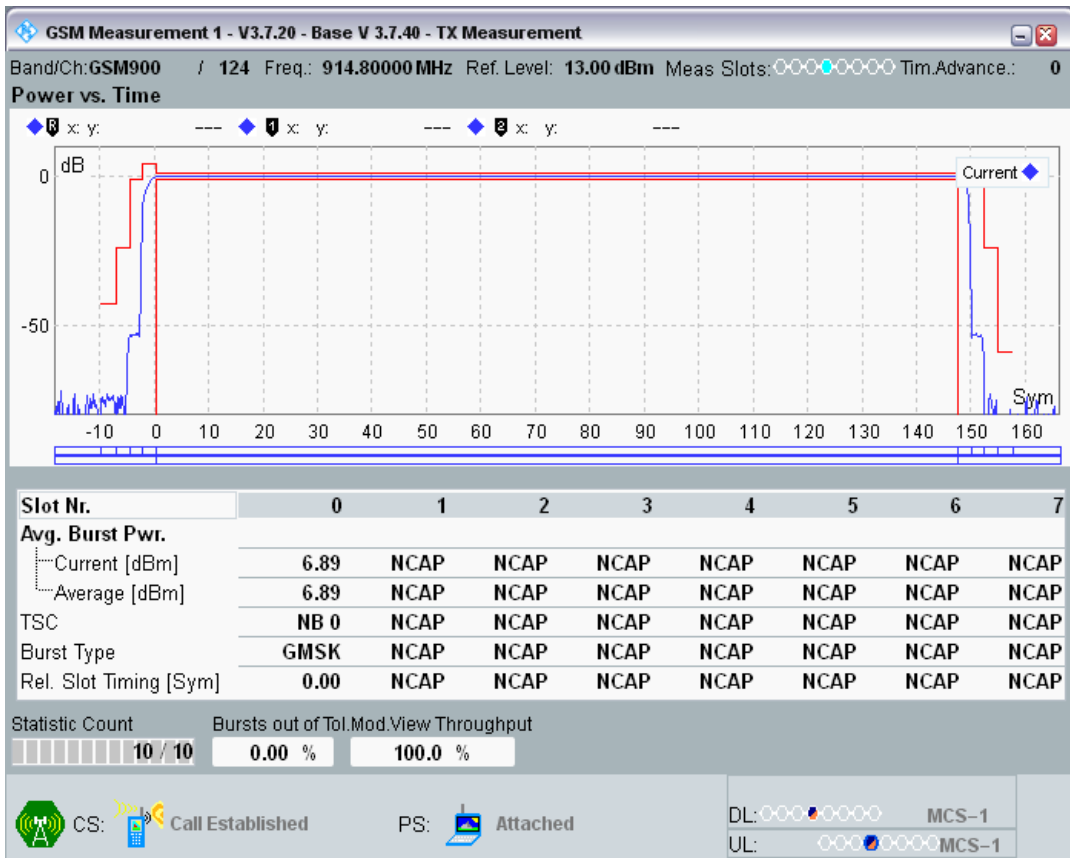 GSM Measurement 1 - V3.7.20 - Base V 3.7.40 - TX Measurement
Band/Ch:GSM900 / 124 Freq.: 914.80000 MHz Ref. Level: 13.00 dBm Meas Slots: Tim.Advance.: 0
Power vs. Time
R x: y: --- 1 x: y: --- 2 x: y: ---
dB
Current
0
-50
Sym
-10 0 10 20 30 40 50 60 70 80 90 100 110 120 130 140 150 160
Slot Nr. 0 1 2 3 4 5 6 7
Avg. Burst Pwr.
Current [dBm] 6.89 NCAP NCAP NCAP NCAP NCAP NCAP NCAP
Average [dBm] 6.89 NCAP NCAP NCAP NCAP NCAP NCAP NCAP
TSC NB 0 NCAP NCAP NCAP NCAP NCAP NCAP NCAP
Burst Type GMSK NCAP NCAP NCAP NCAP NCAP NCAP NCAP
Rel. Slot Timing [Sym] 0.00 NCAP NCAP NCAP NCAP NCAP NCAP NCAP
Statistic Count Bursts out of Tol.Mod.View Throughput
10 / 10 0.00 % 100.0 %
CS: Call Established PS: Attached
DL: MCS-1
UL: MCS-1